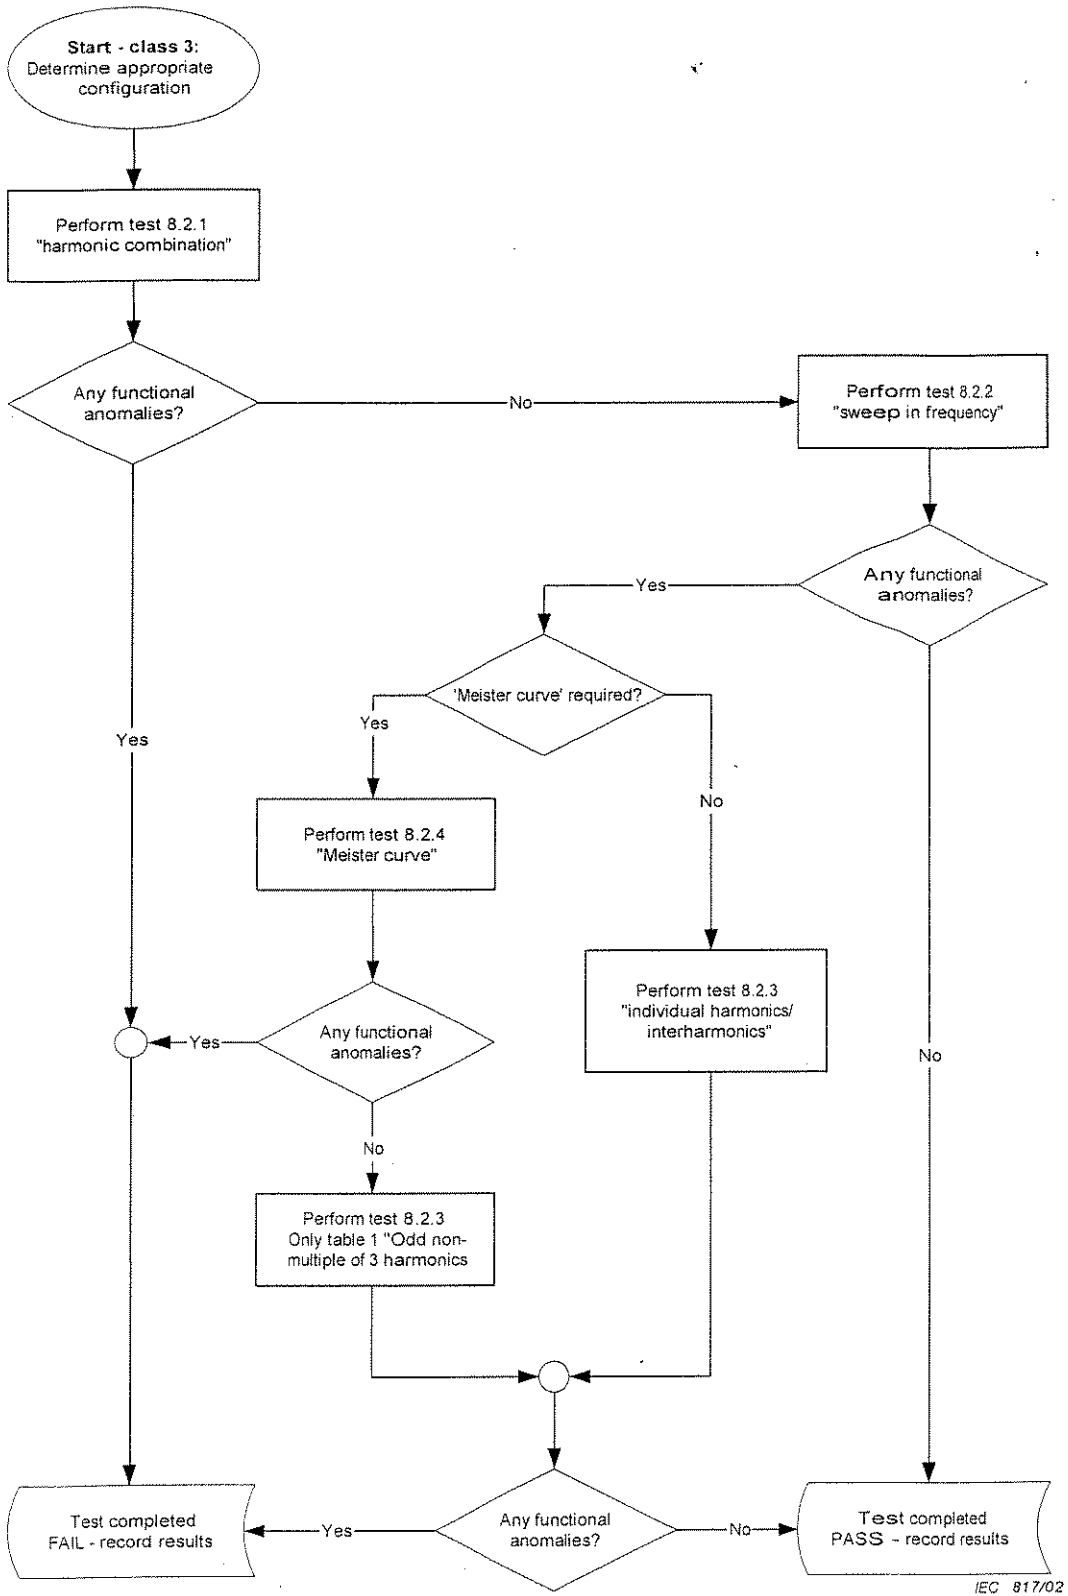 Start - class 3:
Determine appropriate
configuration
Perform test 8.2.1
"harmonic combination"
Any functional
anomalies?
No
Perform test 8.2.2
"sweep in frequency"
Any functional
anomalies?
Yes
'Meister curve' required?
Yes
Yes
No
Perform test 8.2.4
"Meister curve"
Perform test 8.2.3
"individual harmonics/
interharmonics"
Any functional
anomalies?
Yes
No
No
Perform test 8.2.3
Only table 1 "Odd non-
multiple of 3 harmonics
Any functional
anomalies?
Yes
No
Test completed
FAIL - record results
Test completed
PASS - record results
IEC 817/02